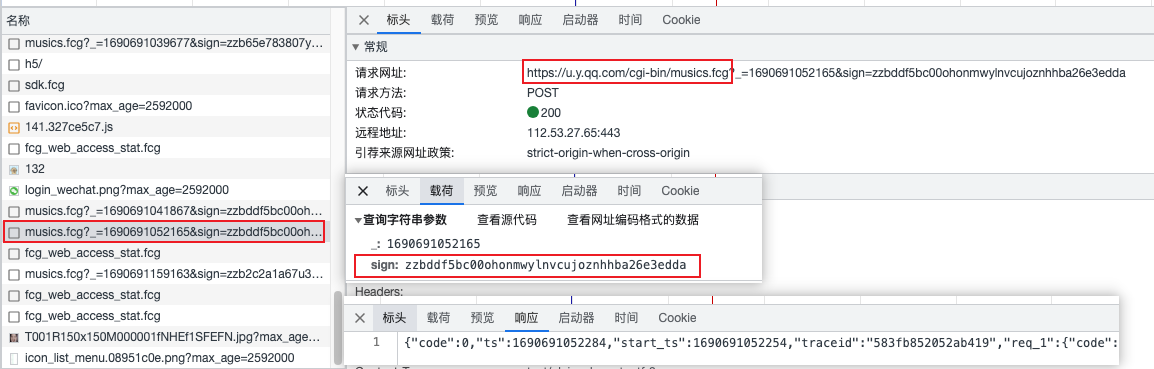 名称
musics.fcg?_=1690691039677&sign=zzb65e783807y...
h5/
sdk.fcg
favicon.ico?max_age=2592000
141.327ce5c7.js
fcg_web_access_stat.fcg
132
login_wechat.png?max_age=2592000
musics.fcg?_=1690691041867&sign=zzbddf5bc00oh...
musics.fcg?_=1690691052165&sign=zzbddf5bc00oh...
fcg_web_access_stat.fcg
musics.fcg?_=1690691159163&sign=zzb2c2a1a67u3...
fcg_web_access_stat.fcg
fcg_web_access_stat.fcg
T001R150x150M000001fNHEf1SFEFN.jpg?max_age...
icon_list_menu.08951c0e.png?max_age=2592000
标头 载荷 预览 响应 启动器 时间 Cookie
常规
请求网址: https://u.y.qq.com/cgi-bin/musics.fcg?_=1690691052165&sign=zzbddf5bc00ohonmwylnvcujoznhhba26e3edda
请求方法: POST
状态代码: 200
远程地址: 112.53.27.65:443
引荐来源网址政策: strict-origin-when-cross-origin
标头 载荷 预览 响应 启动器 时间 Cookie
查询字符串参数 查看源代码 查看网址编码格式的数据
_: 1690691052165
sign: zzbddf5bc00ohonmwylnvcujoznhhba26e3edda
Headers:
标头 载荷 预览 响应 启动器 时间 Cookie
1 {"code":0,"ts":1690691052284,"start_ts":1690691052254,"traceid":"583fb852052ab419","req_1":{"code":